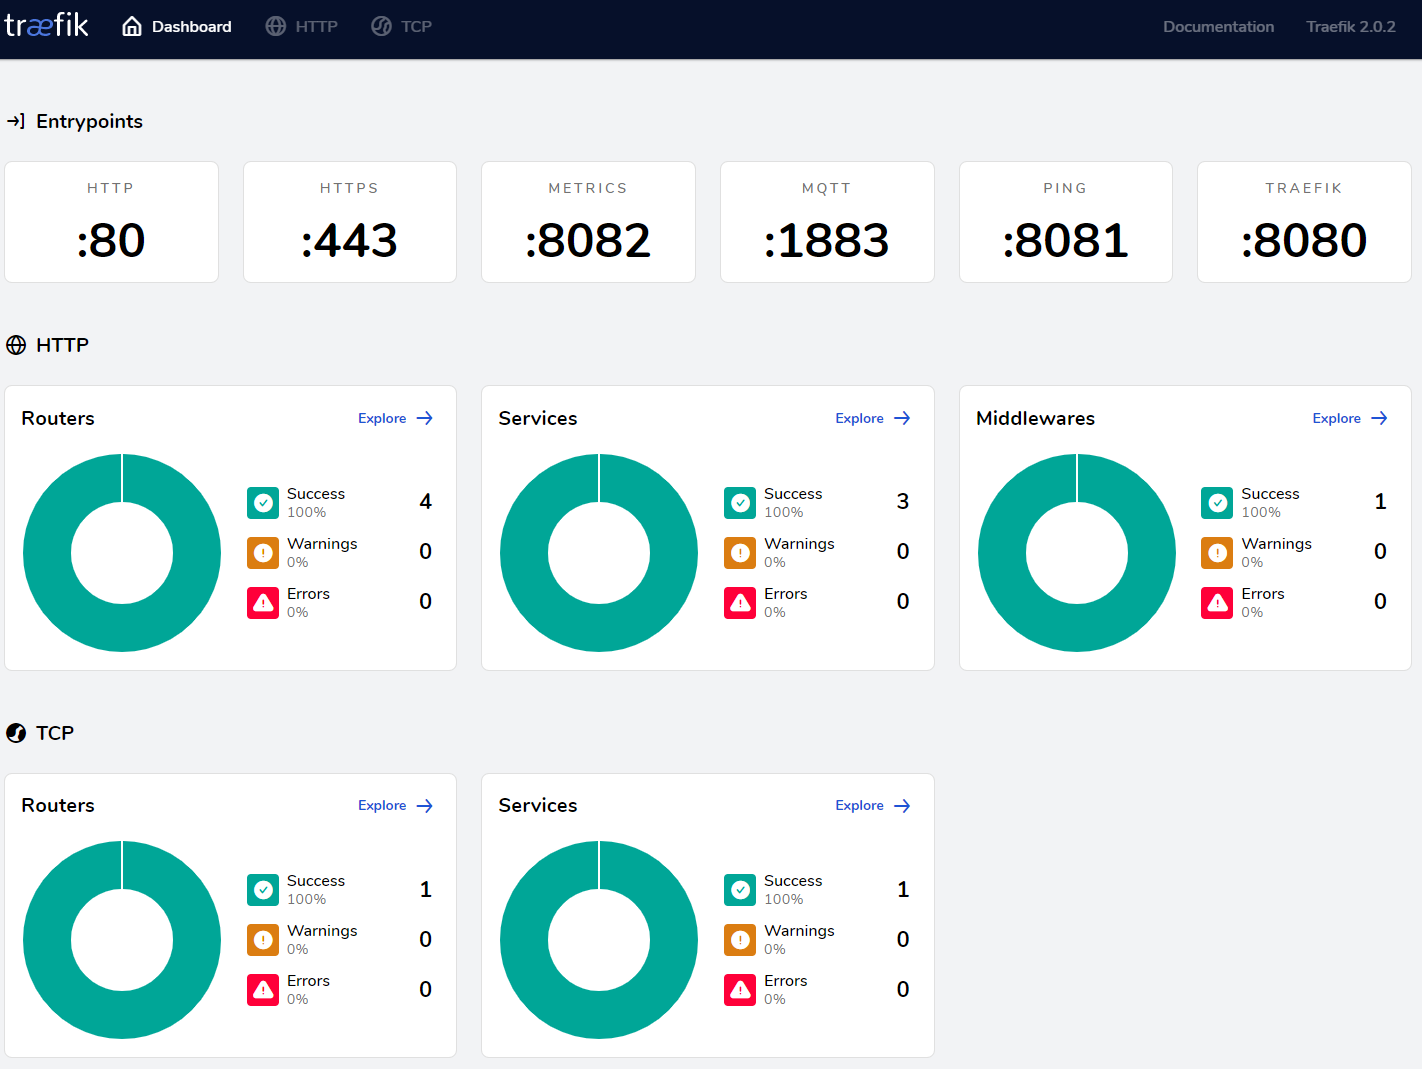 træfik Dashboard HTTP TCP Documentation Traefik 2.0.2
Entrypoints
HTTP HTTPS METRICS MQTT PING TRAEFIK
:80 :443 :8082 :1883 :8081 :8080
HTTP
Routers Explore
Success 4
100%
Warnings 0
0%
Errors 0
0%
Services Explore
Success 3
100%
Warnings 0
0%
Errors 0
0%
Middlewares Explore
Success 1
100%
Warnings 0
0%
Errors 0
0%
TCP
Routers Explore
Success 1
100%
Warnings 0
0%
Errors 0
0%
Services Explore
Success 1
100%
Warnings 0
0%
Errors 0
0%